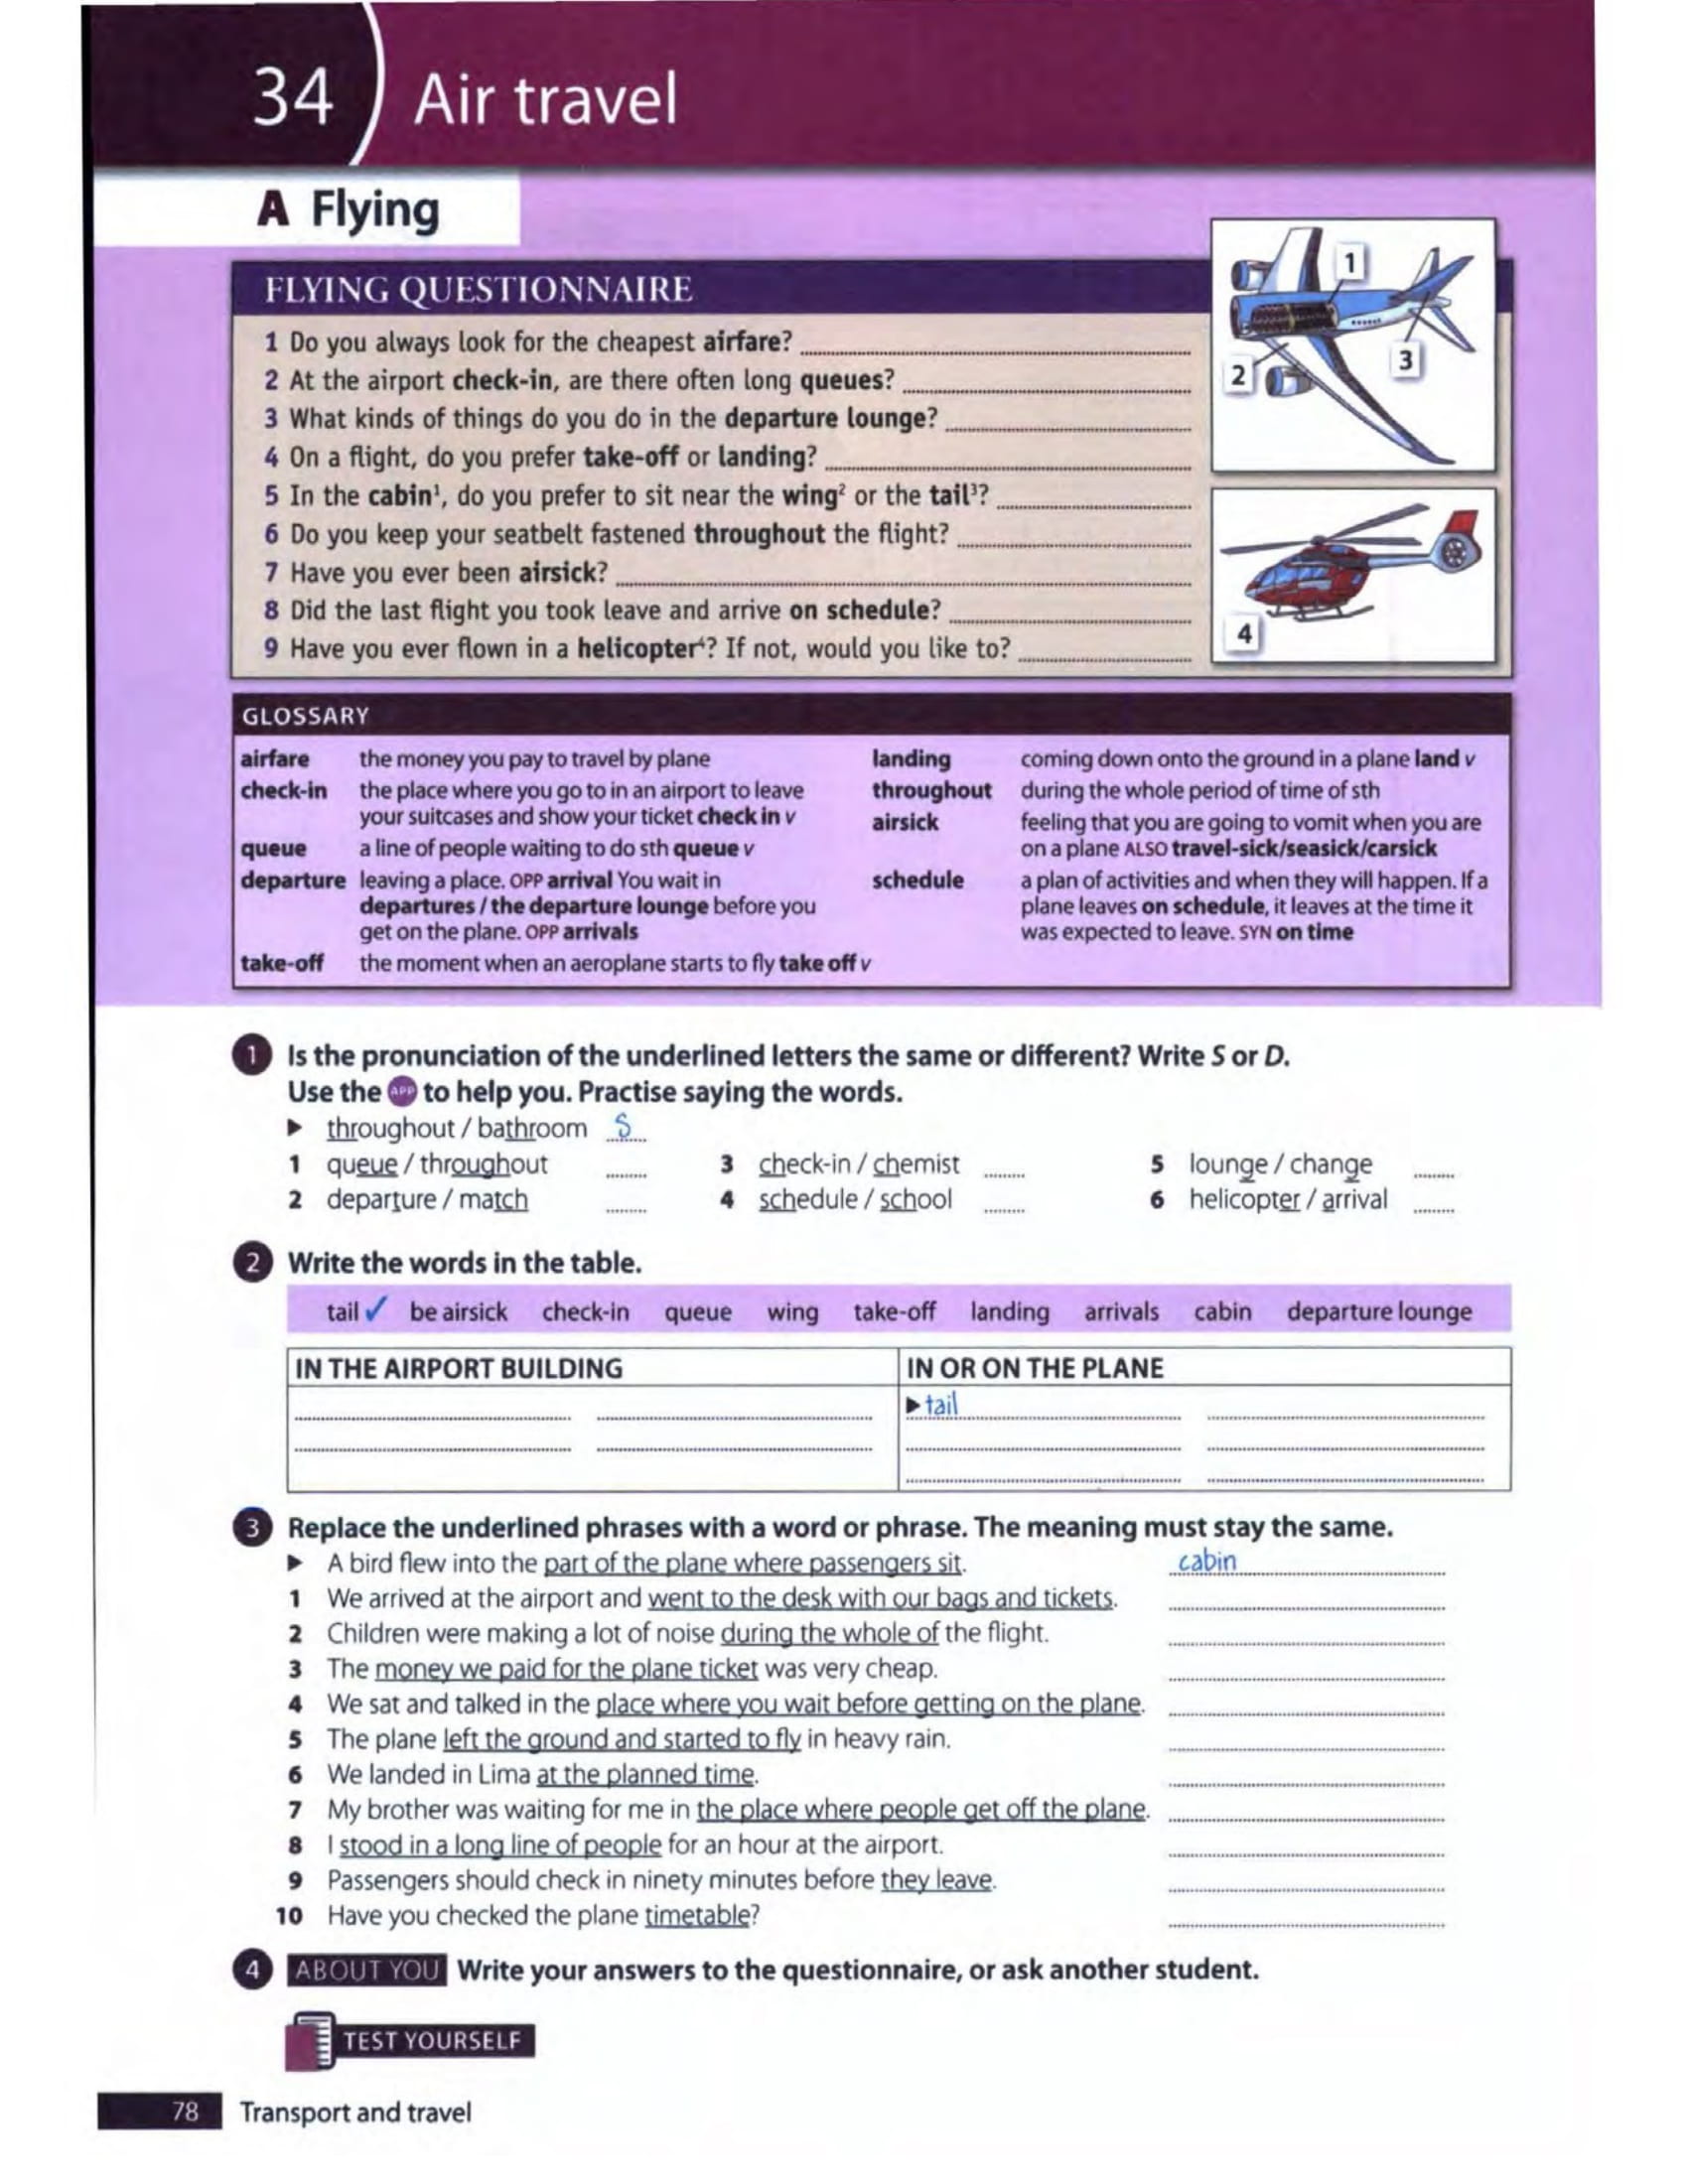 34 Air travel
A Flying
FLYING QUESTIONNAIRE
1 Do you always look for the cheapest airfare?
2 At the airport check-in, are there often long queues?
3 What kinds of things do you do in the departure lounge?
4 On a flight, do you prefer take-off or landing?
5 In the cabin¹, do you prefer to sit near the wing² or the tail³?
6 Do you keep your seatbelt fastened throughout the flight?
7 Have you ever been airsick?
8 Did the last flight you took leave and arrive on schedule?
9 Have you ever flown in a helicopter⁴? If not, would you like to?
1
2
3
4
GLOSSARY
airfare the money you pay to travel by plane
check-in the place where you go to in an airport to leave
your suitcases and show your ticket check in v
queue a line of people waiting to do sth queue v
departure leaving a place. OPP arrival You wait in
departures / the departure lounge before you
get on the plane. OPP arrivals
take-off the moment when an aeroplane starts to fly take off v
landing coming down onto the ground in a plane land v
throughout during the whole period of time of sth
airsick feeling that you are going to vomit when you are
on a plane ALSO travel-sick/seasick/carsick
schedule a plan of activities and when they will happen. If a
plane leaves on schedule, it leaves at the time it
was expected to leave. SYN on time
1 Is the pronunciation of the underlined letters the same or different? Write S or D.
Use the APP to help you. Practise saying the words.
▶ throughout / bathroom S
1 queue / throughout 3 check-in / chemist 5 lounge / change
2 departure / match 4 schedule / school 6 helicopter / arrival
2 Write the words in the table.
tail ✓ be airsick check-in queue wing take-off landing arrivals cabin departure lounge
IN THE AIRPORT BUILDING IN OR ON THE PLANE
▶ tail
3 Replace the underlined phrases with a word or phrase. The meaning must stay the same.
▶ A bird flew into the part of the plane where passengers sit. cabin
1 We arrived at the airport and went to the desk with our bags and tickets.
2 Children were making a lot of noise during the whole of the flight.
3 The money we paid for the plane ticket was very cheap.
4 We sat and talked in the place where you wait before getting on the plane.
5 The plane left the ground and started to fly in heavy rain.
6 We landed in Lima at the planned time.
7 My brother was waiting for me in the place where people get off the plane.
8 I stood in a long line of people for an hour at the airport.
9 Passengers should check in ninety minutes before they leave.
10 Have you checked the plane timetable?
4 ABOUT YOU Write your answers to the questionnaire, or ask another student.
TEST YOURSELF
78 Transport and travel